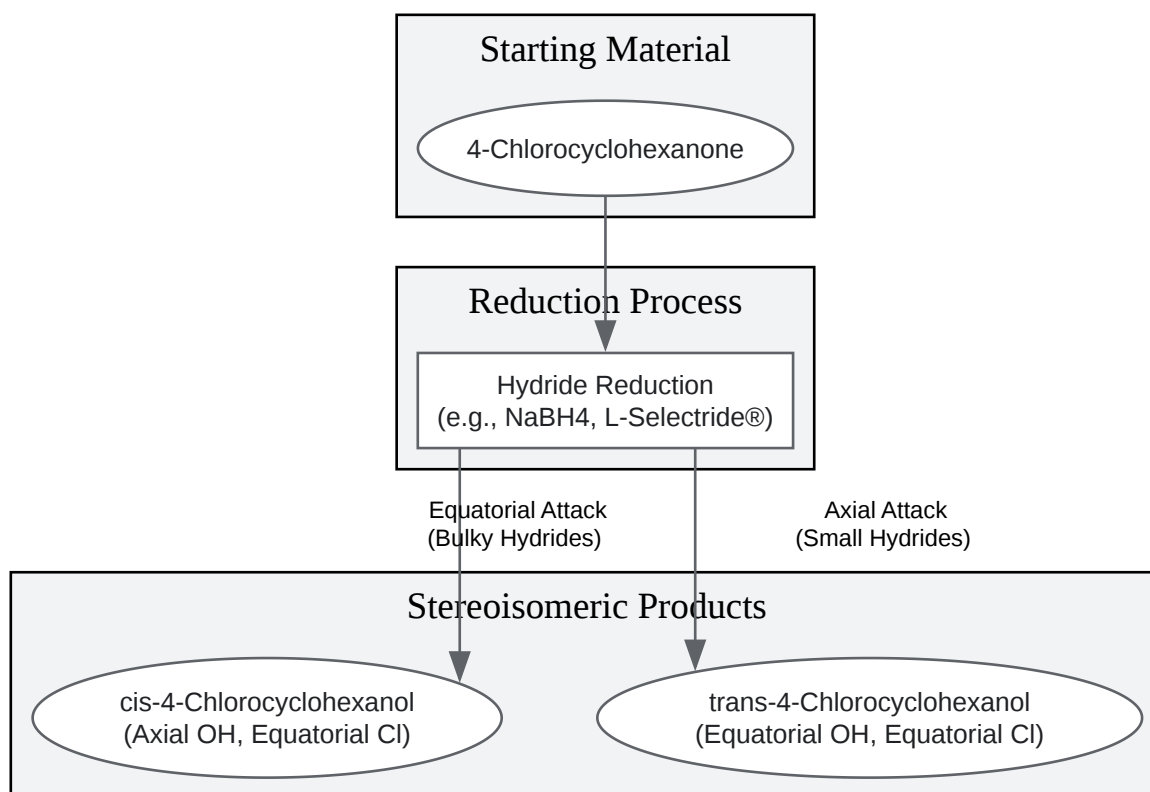 Starting Material
4-Chlorocyclohexanone
Reduction Process
Hydride Reduction
(e.g., NaBH4, L-Selectride®)
Equatorial Attack
(Bulky Hydrides)
Axial Attack
(Small Hydrides)
Stereoisomeric Products
cis-4-Chlorocyclohexanol
(Axial OH, Equatorial Cl)
trans-4-Chlorocyclohexanol
(Equatorial OH, Equatorial Cl)